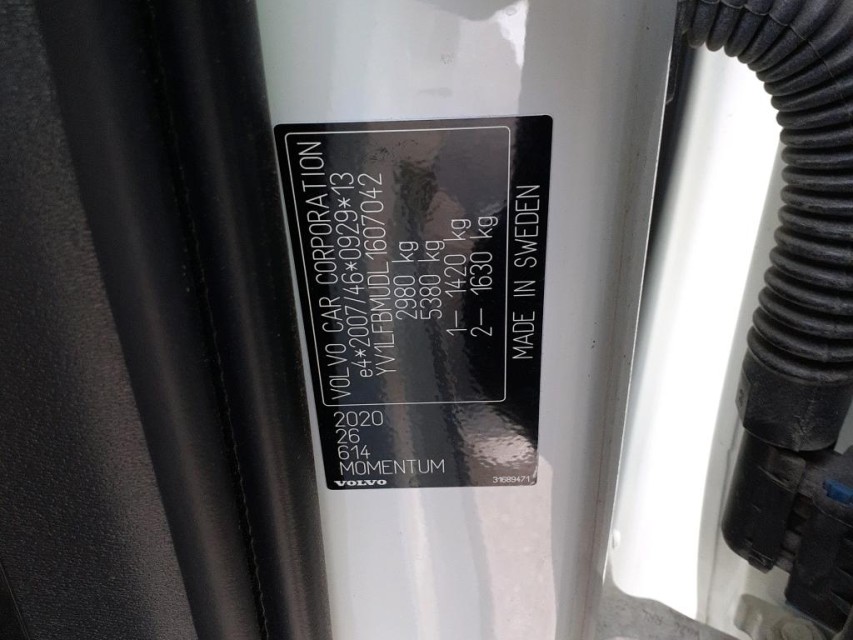 VOLVO CAR CORPORATION
e4*2007/46*0929*13
YV1LFBMUDL1607042
2980 kg
5380 kg
1- 1420 kg
2- 1630 kg
MADE IN SWEDEN
2020
26
614
MOMENTUM
VOLVO
31689471